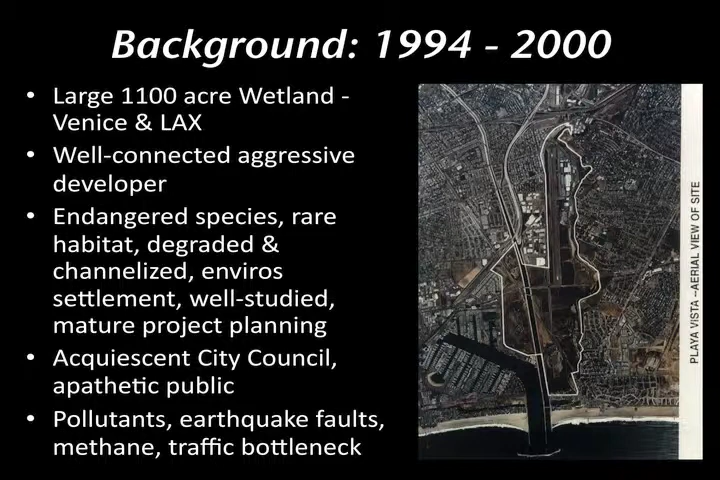 Background: 1994 - 2000
• Large 1100 acre Wetland -
Venice & LAX
• Well-connected aggressive
developer
• Endangered species, rare
habitat, degraded &
channelized, enviros
settlement, well-studied,
mature project planning
• Acquiescent City Council,
apathetic public
• Pollutants, earthquake faults,
methane, traffic bottleneck
PLAYA VISTA --AERIAL VIEW OF SITE